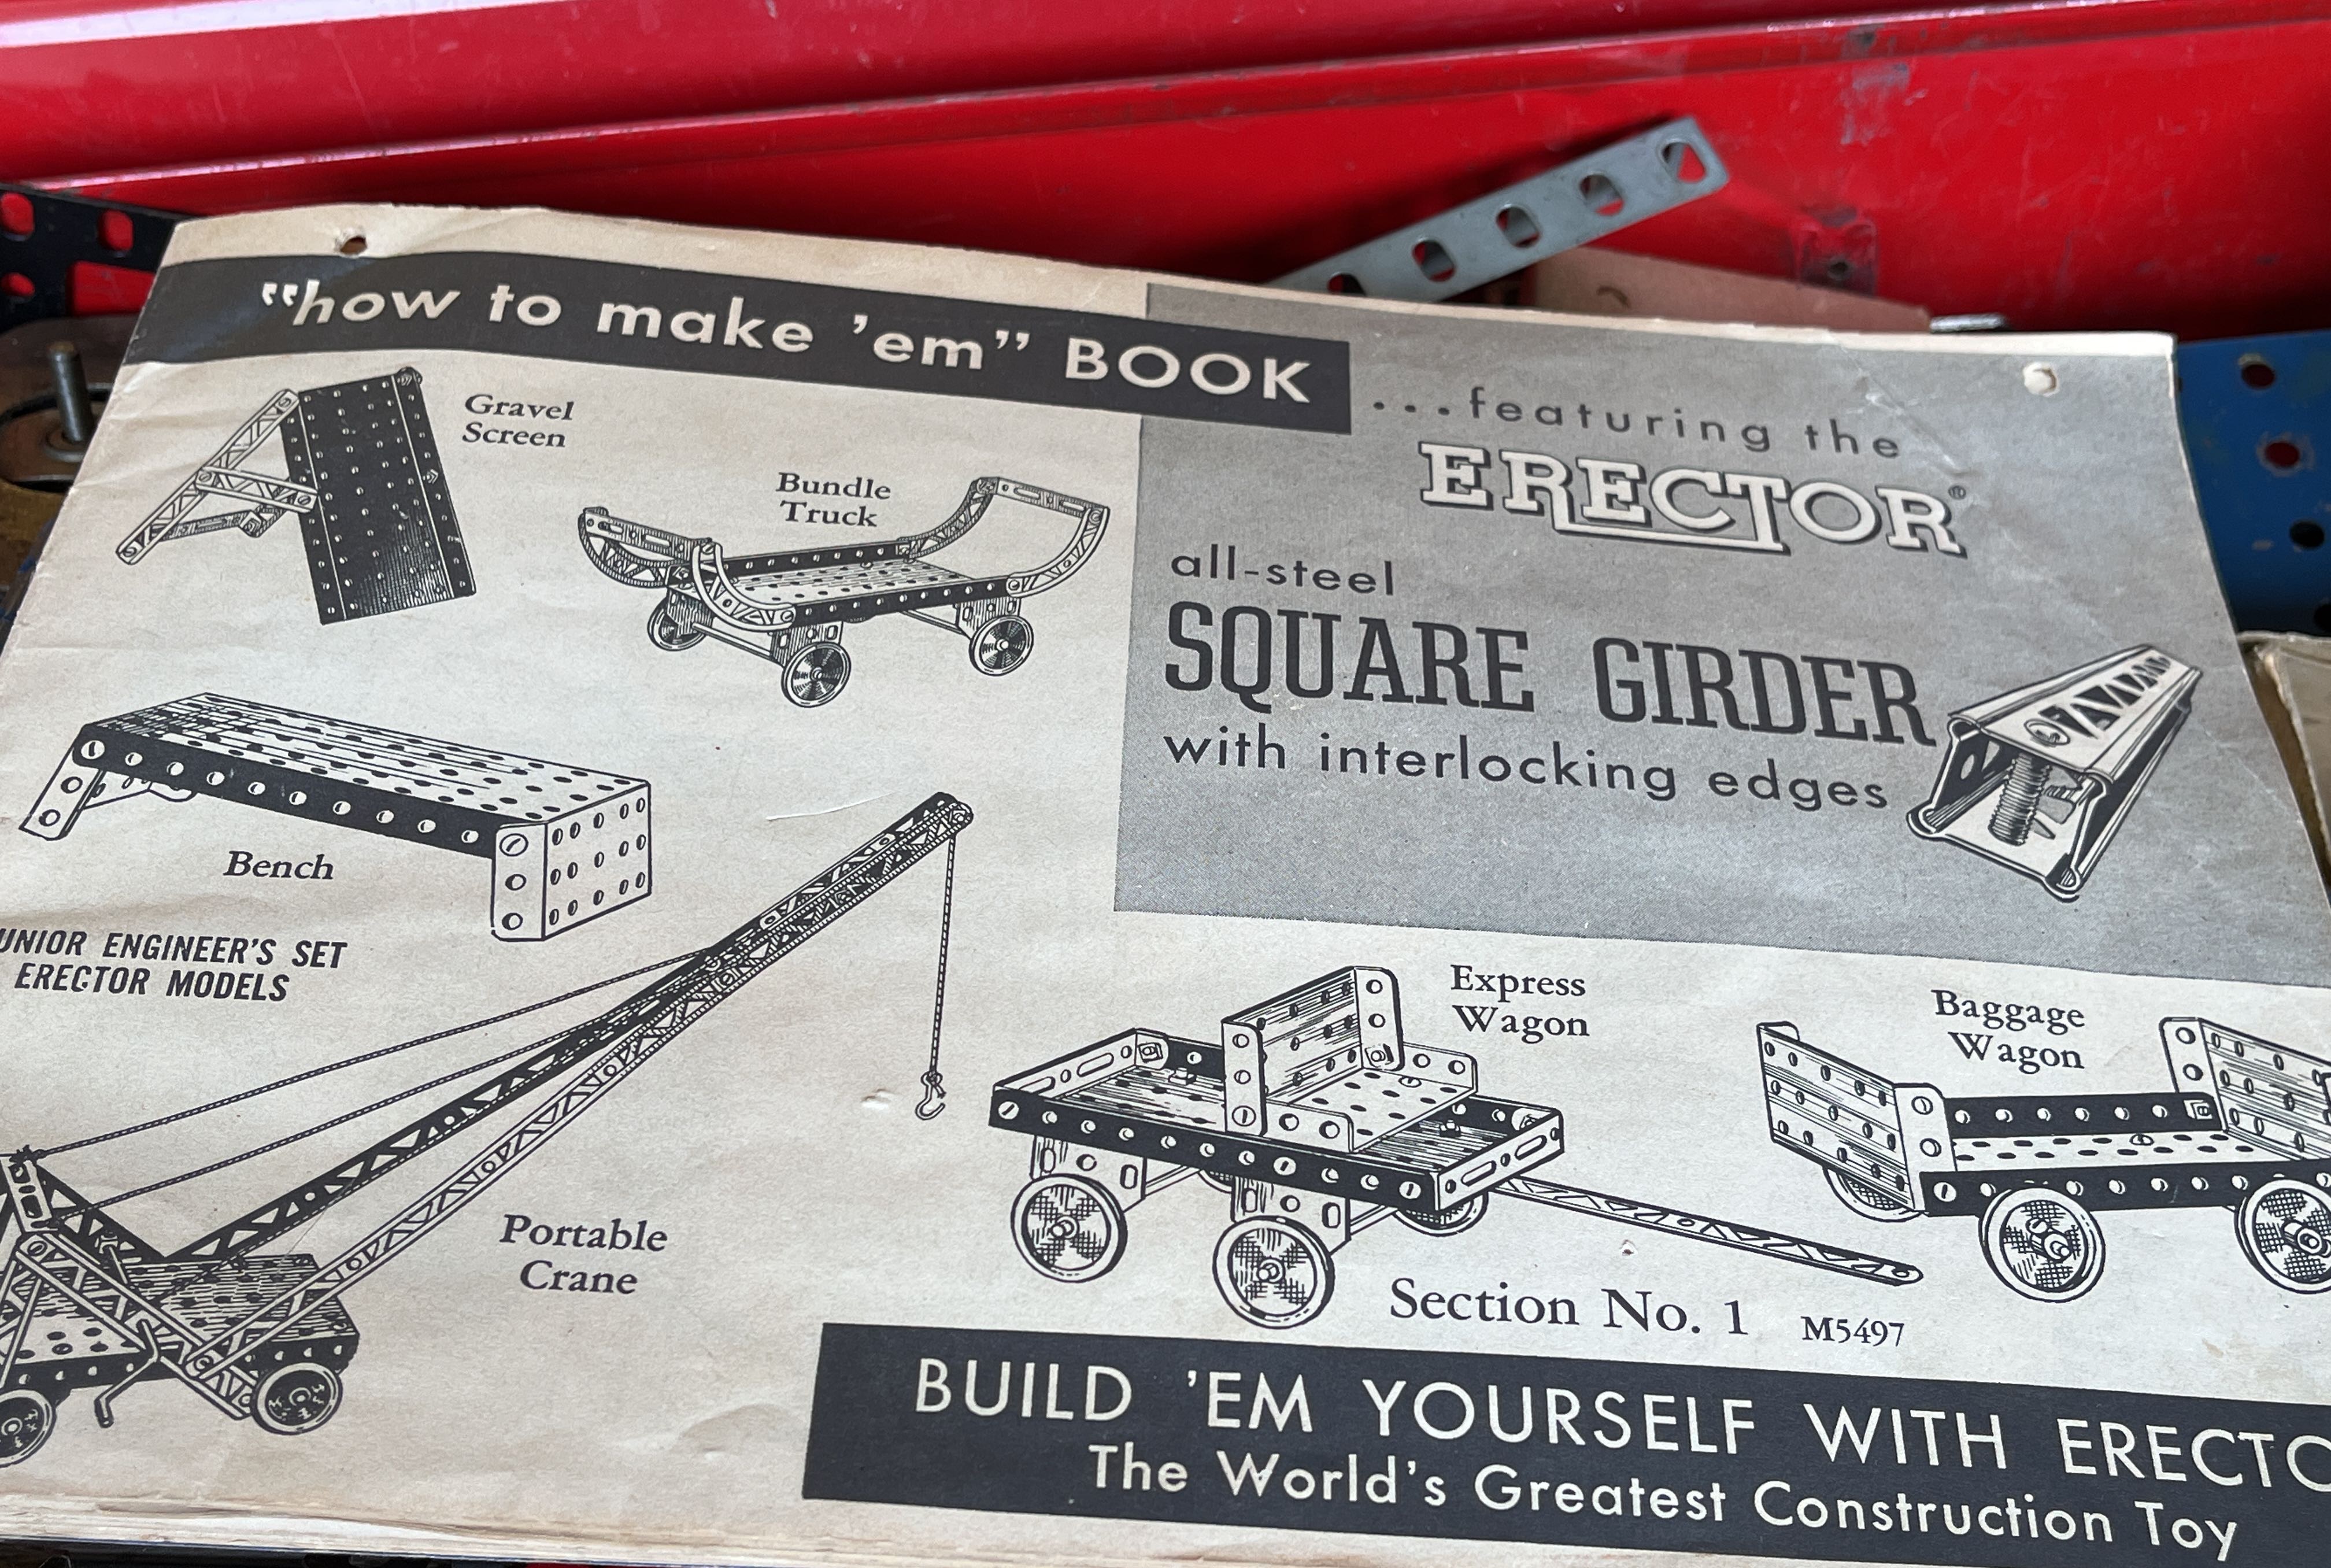 "how to make 'em" BOOK
...featuring the
ERECTOR®
all-steel
SQUARE GIRDER
with interlocking edges
Gravel
Screen
Bundle
Truck
Bench
UNIOR ENGINEER'S SET
ERECTOR MODELS
Portable
Crane
Express
Wagon
Baggage
Wagon
Section No. 1 M5497
BUILD 'EM YOURSELF WITH ERECTO
The World's Greatest Construction Toy